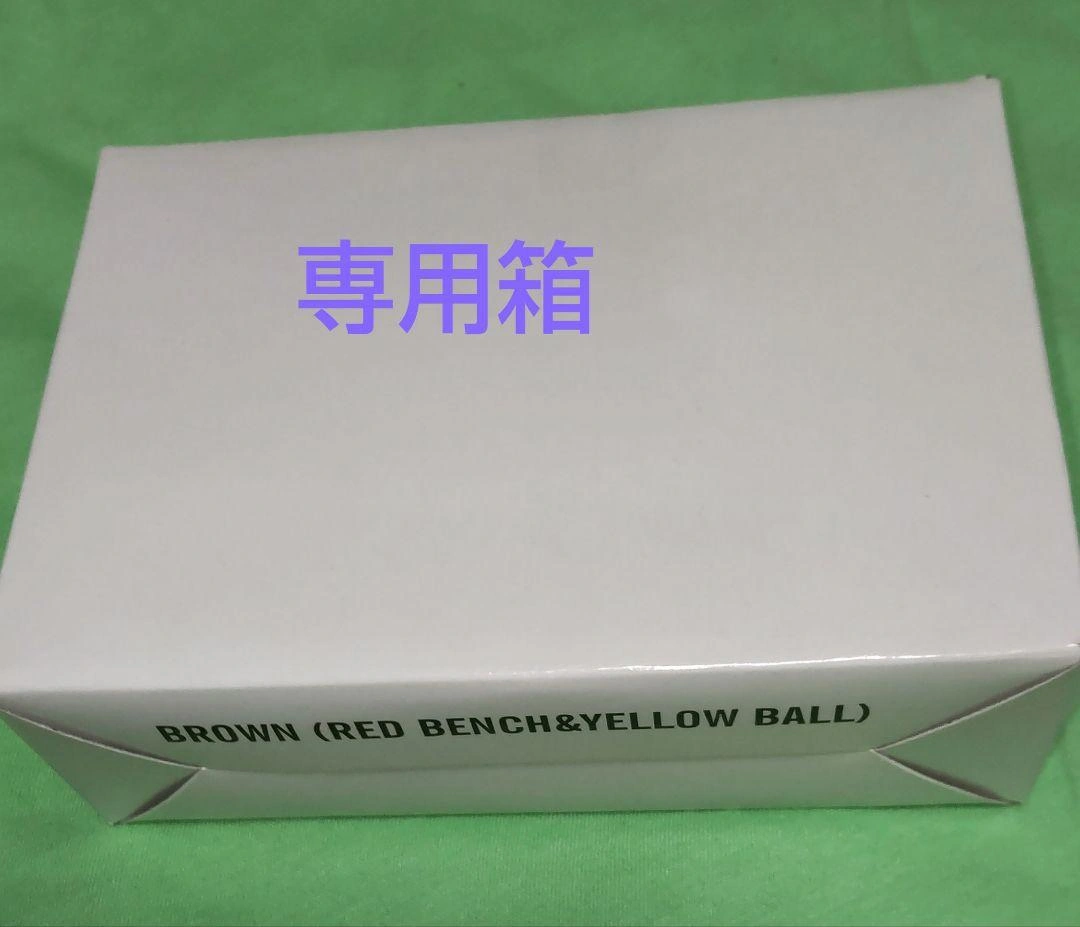 専用箱
BROWN (RED BENCH&YELLOW BALL)